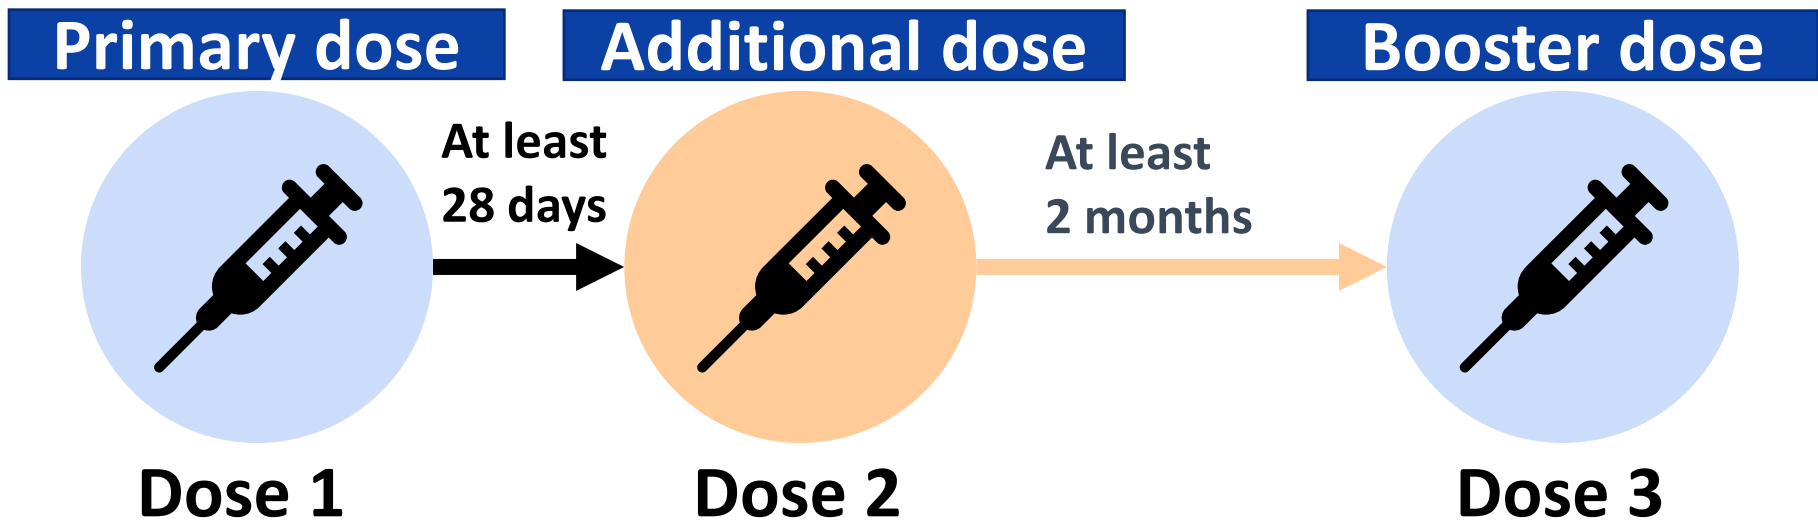 Primary dose
Additional dose
Booster dose
At least
28 days
At least
2 months
Dose 1
Dose 2
Dose 3